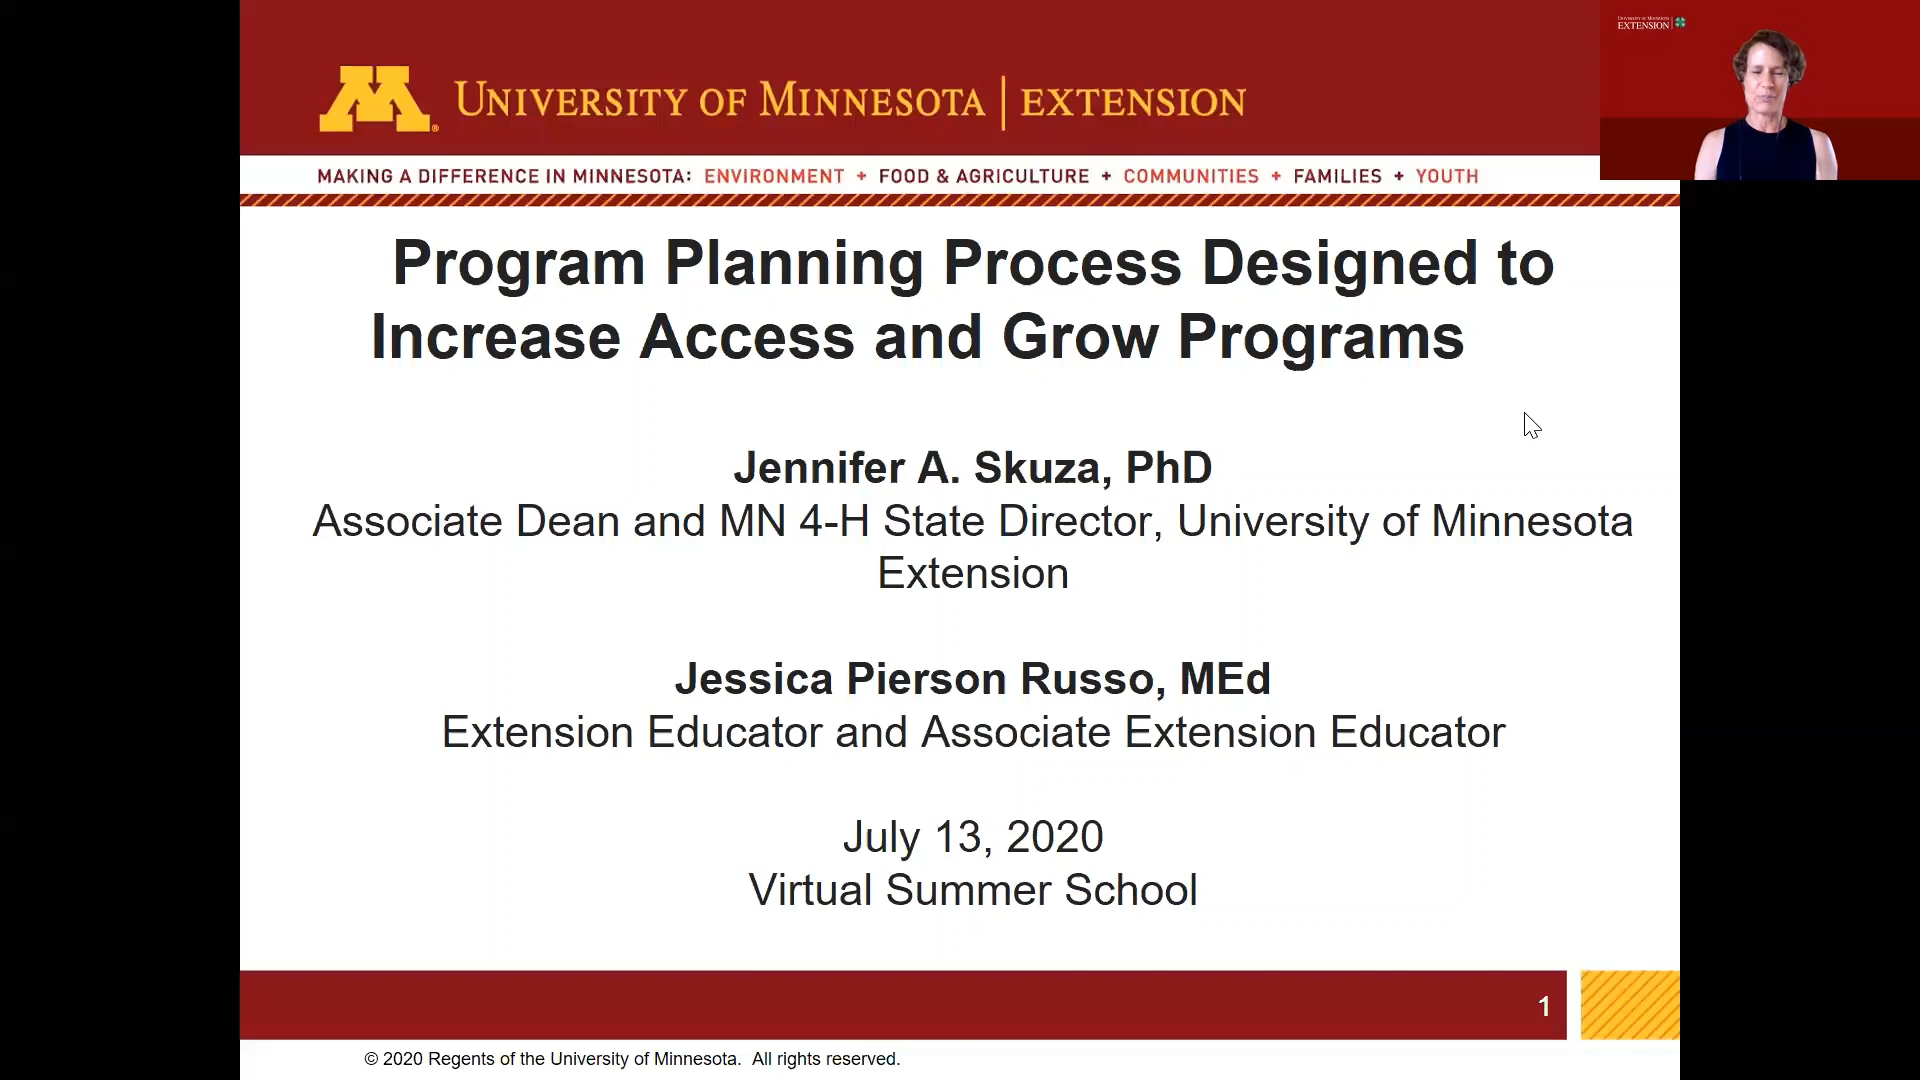 UNIVERSITY OF MINNESOTA
EXTENSION
M ® UNIVERSITY OF MINNESOTA | EXTENSION
MAKING A DIFFERENCE IN MINNESOTA: ENVIRONMENT + FOOD & AGRICULTURE + COMMUNITIES + FAMILIES + YOUTH
Program Planning Process Designed to
Increase Access and Grow Programs
Jennifer A. Skuza, PhD
Associate Dean and MN 4-H State Director, University of Minnesota
Extension
Jessica Pierson Russo, MEd
Extension Educator and Associate Extension Educator
July 13, 2020
Virtual Summer School
1
© 2020 Regents of the University of Minnesota. All rights reserved.